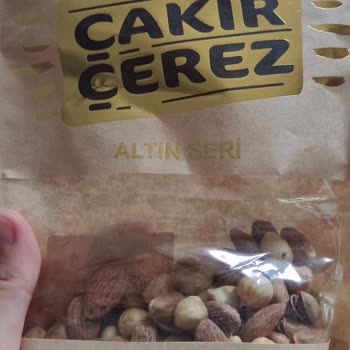 ÇAKIR
ÇEREZ
ALTIN SERİ